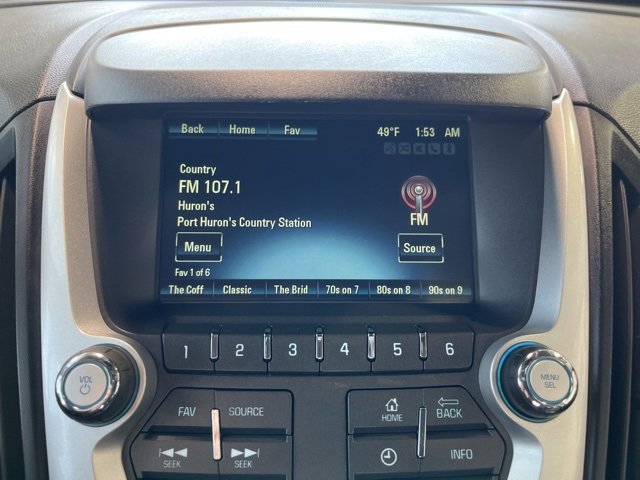 Back Home Fav 49°F 1:53 AM
Country
FM 107.1
Huron's
Port Huron's Country Station
FM
Menu Source
Fav 1 of 6
The Coff Classic The Brid 70s on 7 80s on 8 90s on 9
1 2 3 4 5 6
VOL
MENU
SEL
FAV SOURCE HOME BACK
SEEK SEEK INFO